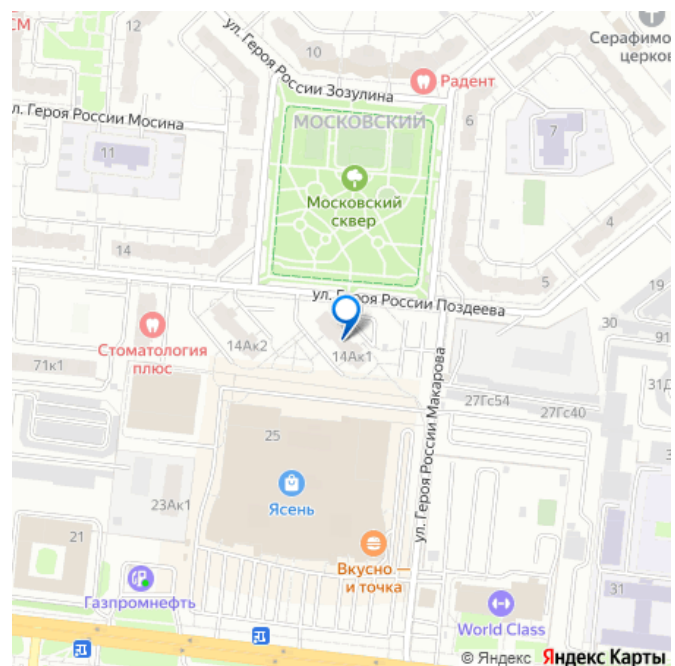 СМ
12
ул. Героя России Зозулина
10
Радент
Серафимо
церков
л. Героя России Мосина
МОСКОВСКИЙ
6
7
11
Московский
сквер
4
14
5
19
ул. Героя России Поздеева
30
91
Стоматология
плюс
14Ак2
14Ак1
71к1
ул. Героя России Макарова
27Гс54
27Гс40
31Д
25
Ясень
23Ак1
21
Вкусно —
и точка
Газпромнефть
31
World Class
© Яндекс Яндекс Карты